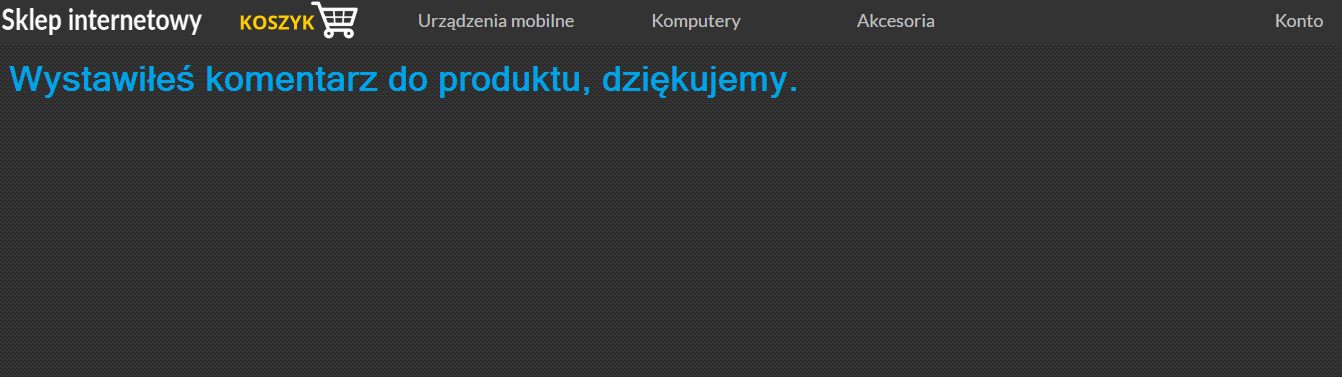 Sklep internetowy KOSZYK Urządzenia mobilne Komputery Akcesoria Konto
Wystawiłeś komentarz do produktu, dziękujemy.